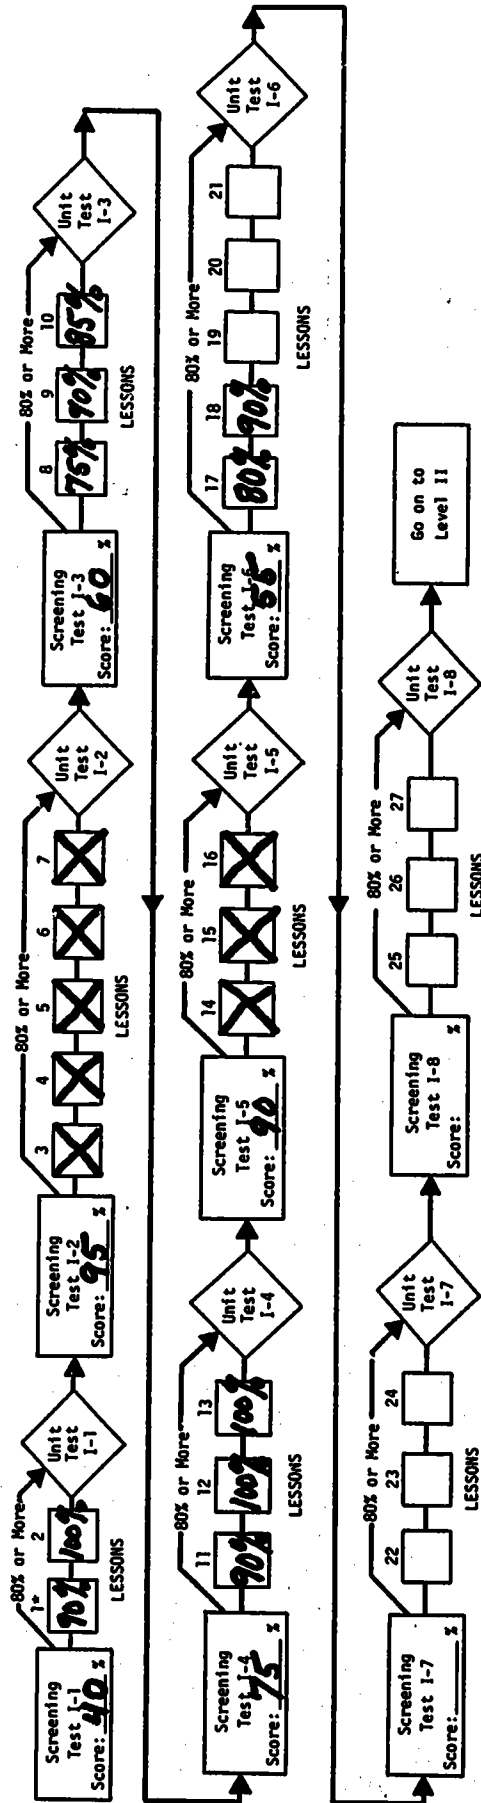 Screening
Test I-1
Score: 40 %
80% or More
1* 2
90% 100%
LESSONS
Unit
Test
I-1
Screening
Test I-2
Score: 95 %
80% or More
3 4 5 6 7
LESSONS
Unit
Test
I-2
Screening
Test I-3
Score: 60 %
80% or More
8 9 10
75% 90% 85%
LESSONS
Unit
Test
I-3
Screening
Test I-4
Score: 75 %
80% or More
11 12 13
90% 100% 100%
LESSONS
Unit
Test
I-4
Screening
Test I-5
Score: 90 %
80% or More
14 15 16
LESSONS
Unit
Test
I-5
Screening
Test I-6
Score: 55 %
80% or More
17 18 19 20 21
80% 90%
LESSONS
Unit
Test
I-6
Screening
Test I-7
Score: %
80% or More
22 23 24
LESSONS
Unit
Test
I-7
Screening
Test I-8
Score: %
80% or More
25 26 27
LESSONS
Unit
Test
I-8
Go on to
Level II